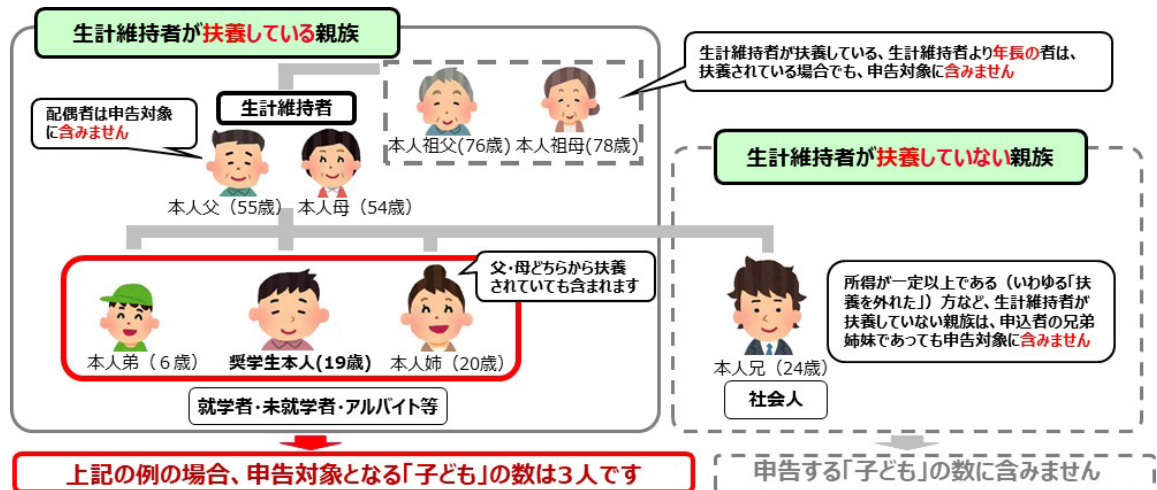 生計維持者が扶養している親族
生計維持者が扶養している、生計維持者より年長の者は、
扶養されている場合でも、申告対象に含みません
配偶者は申告対象
に含みません
生計維持者
本人祖父(76歳)
本人祖母(78歳)
生計維持者が扶養していない親族
本人父（55歳）
本人母（54歳）
父・母どちらから扶養
されていても含まれます
所得が一定以上である（いわゆる「扶
養を外れた」）方など、生計維持者が
扶養していない親族は、申込者の兄弟
姉妹であっても申告対象に含みません
本人弟（６歳）
奨学生本人(19歳)
本人姉（20歳）
本人兄（24歳）
就学者・未就学者・アルバイト等
社会人
上記の例の場合、申告対象となる「子ども」の数は３人です
申告する「子ども」の数に含みません